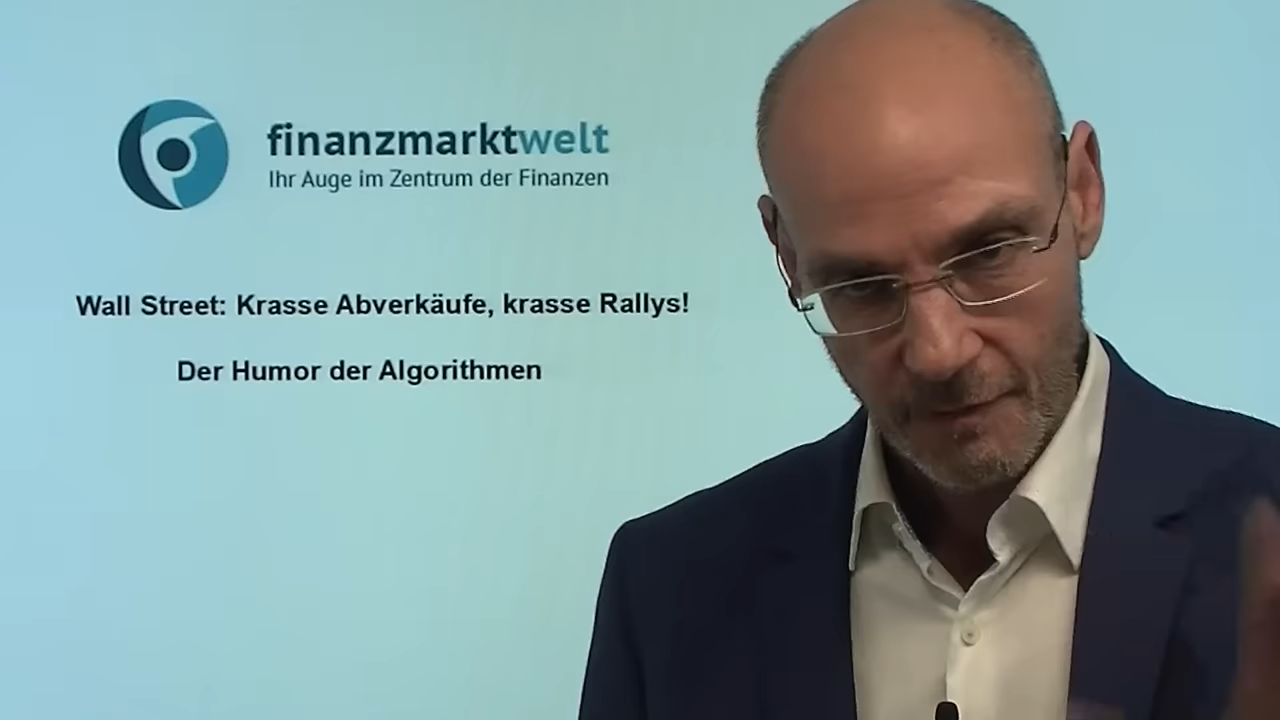 finanzmarktwelt
Ihr Auge im Zentrum der Finanzen
Wall Street: Krasse Abverkäufe, krasse Rallys!
Der Humor der Algorithmen